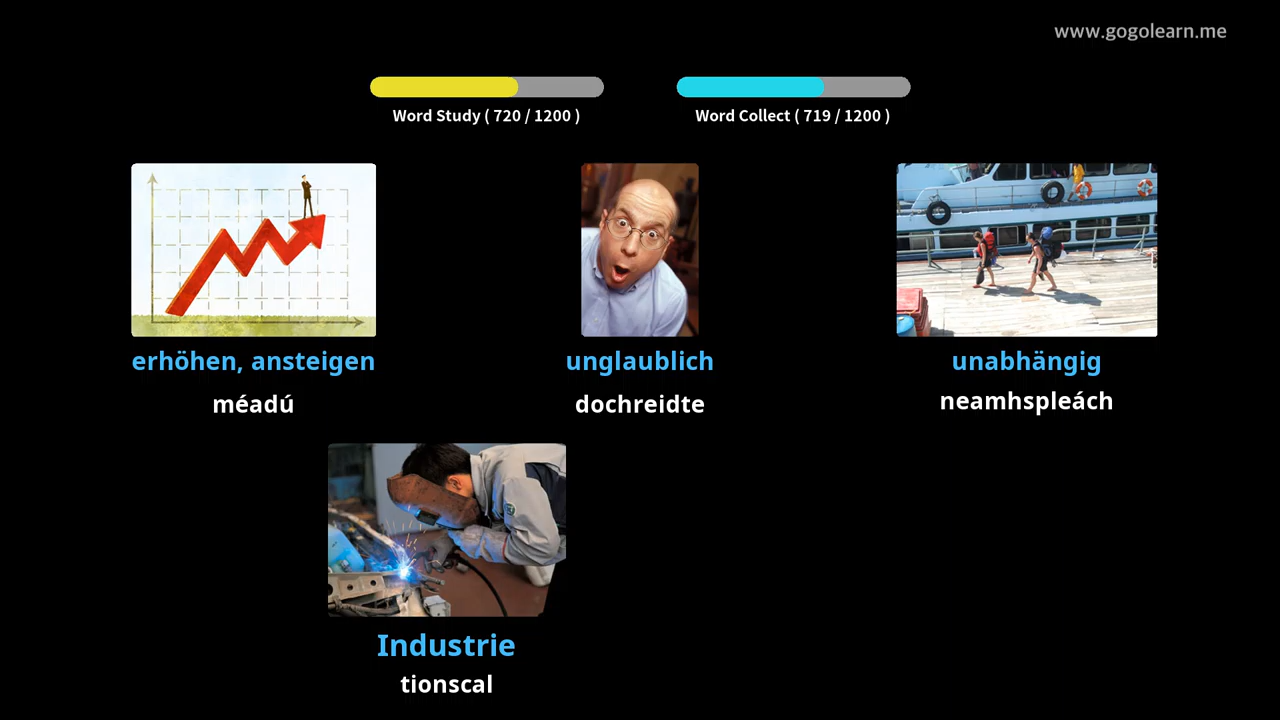 www.gogolearn.me
Word Study ( 720 / 1200 )
Word Collect ( 719 / 1200 )
erhöhen, ansteigen
méadú
unglaublich
dochreidte
unabhängig
neamhspleách
Industrie
tionscal